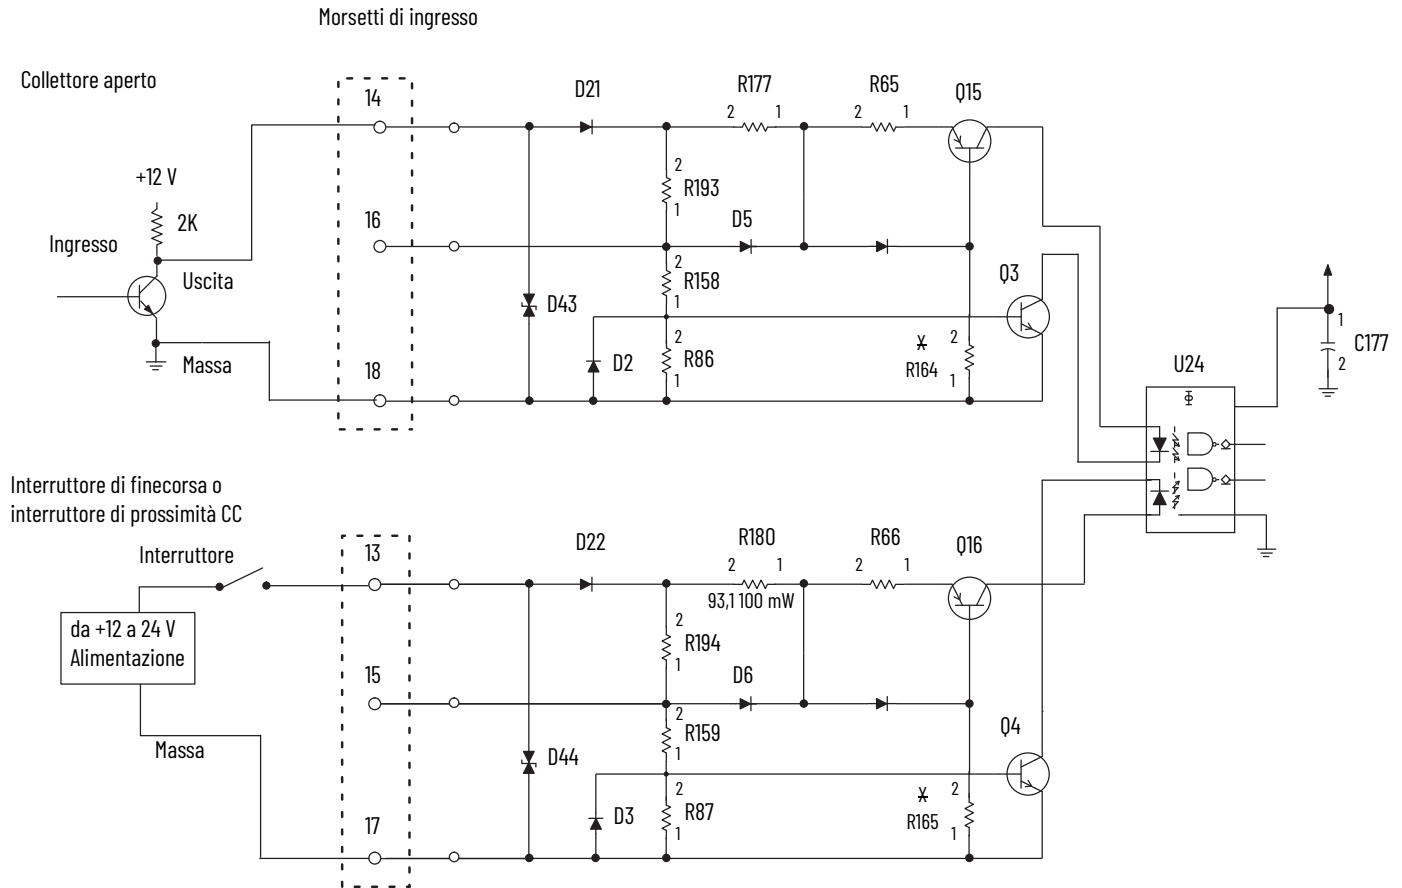 Morsetti di ingresso
Collettore aperto
14
D21
R177
2 1
R65
2 1
Q15
+12 V
2K
2
R193
1
Ingresso
16
D5
Uscita
2
R158
1
Q3
D43
Massa
18
D2
2
R86
1
X
R164
2
1
U24
1
C177
2
Interruttore di finecorsa o
interruttore di prossimità CC
Interruttore
13
D22
R180
2 1
93,1 100 mW
R66
2 1
Q16
da +12 a 24 V
Alimentazione
2
R194
1
15
D6
Massa
2
R159
1
Q4
D44
17
D3
2
R87
1
X
R165
2
1